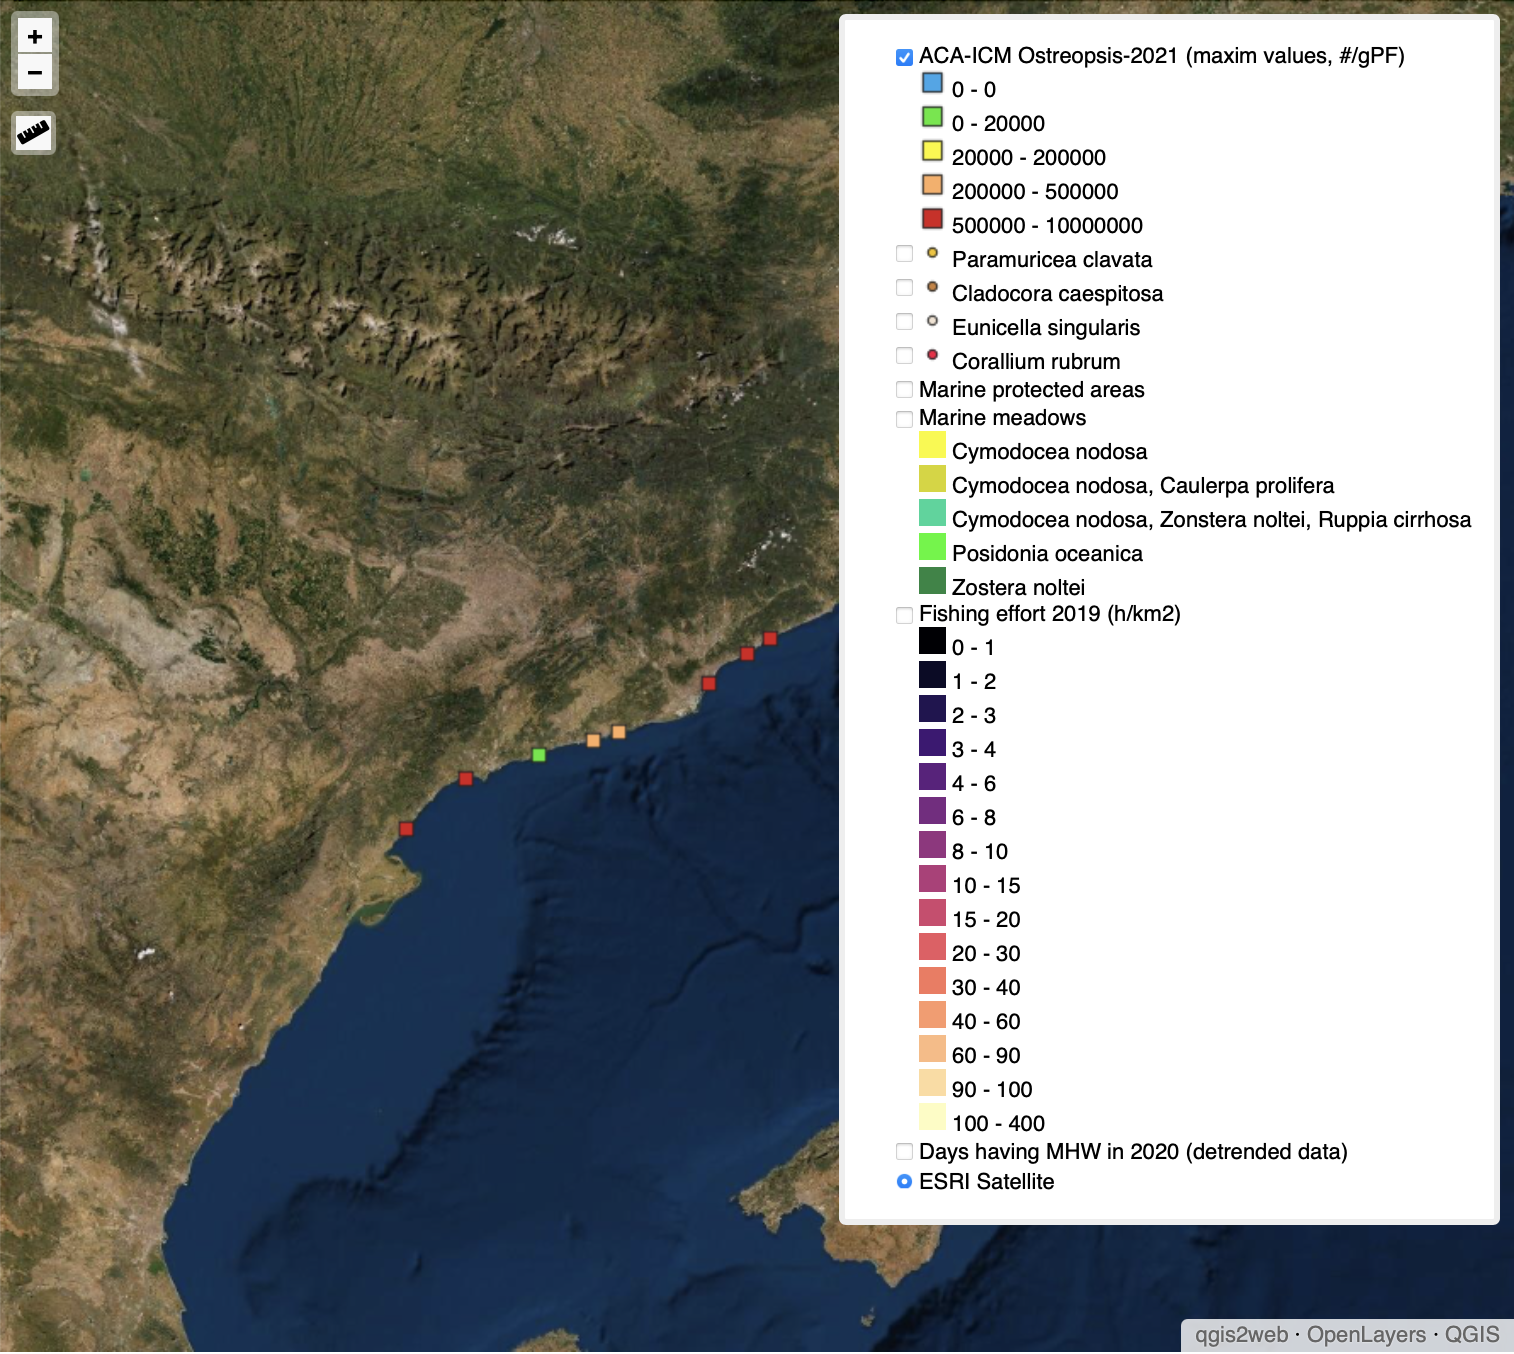 +
−
ACA-ICM Ostreopsis-2021 (maxim values, #/gPF)
0 - 0
0 - 20000
20000 - 200000
200000 - 500000
500000 - 10000000
Paramuricea clavata
Cladocora caespitosa
Eunicella singularis
Corallium rubrum
Marine protected areas
Marine meadows
Cymodocea nodosa
Cymodocea nodosa, Caulerpa prolifera
Cymodocea nodosa, Zonstera noltei, Ruppia cirrhosa
Posidonia oceanica
Zostera noltei
Fishing effort 2019 (h/km2)
0 - 1
1 - 2
2 - 3
3 - 4
4 - 6
6 - 8
8 - 10
10 - 15
15 - 20
20 - 30
30 - 40
40 - 60
60 - 90
90 - 100
100 - 400
Days having MHW in 2020 (detrended data)
ESRI Satellite
qgis2web · OpenLayers · QGIS